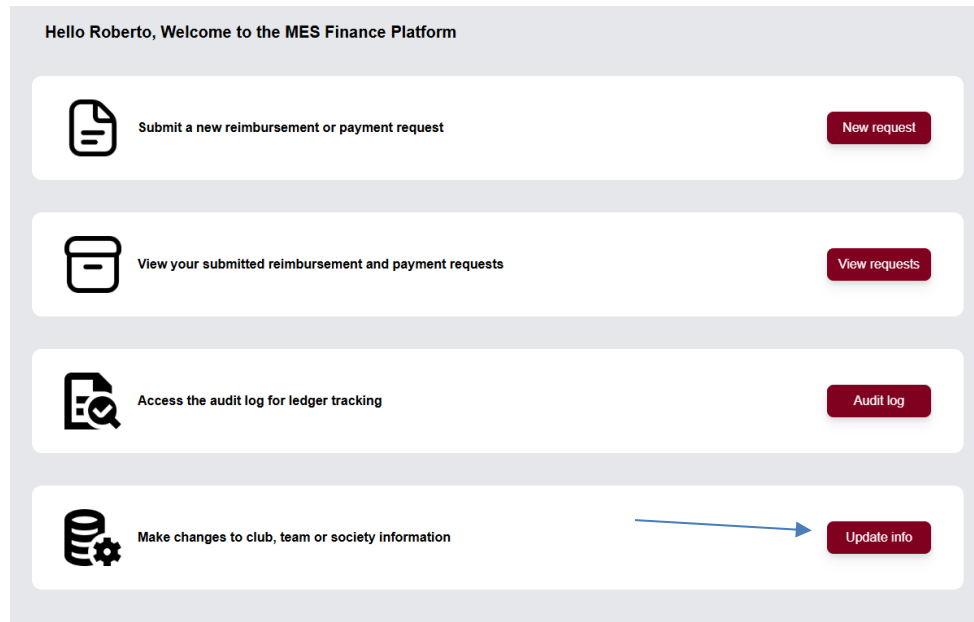 Hello Roberto, Welcome to the MES Finance Platform
Submit a new reimbursement or payment request
New request
View your submitted reimbursement and payment requests
View requests
Access the audit log for ledger tracking
Audit log
Make changes to club, team or society information
Update info